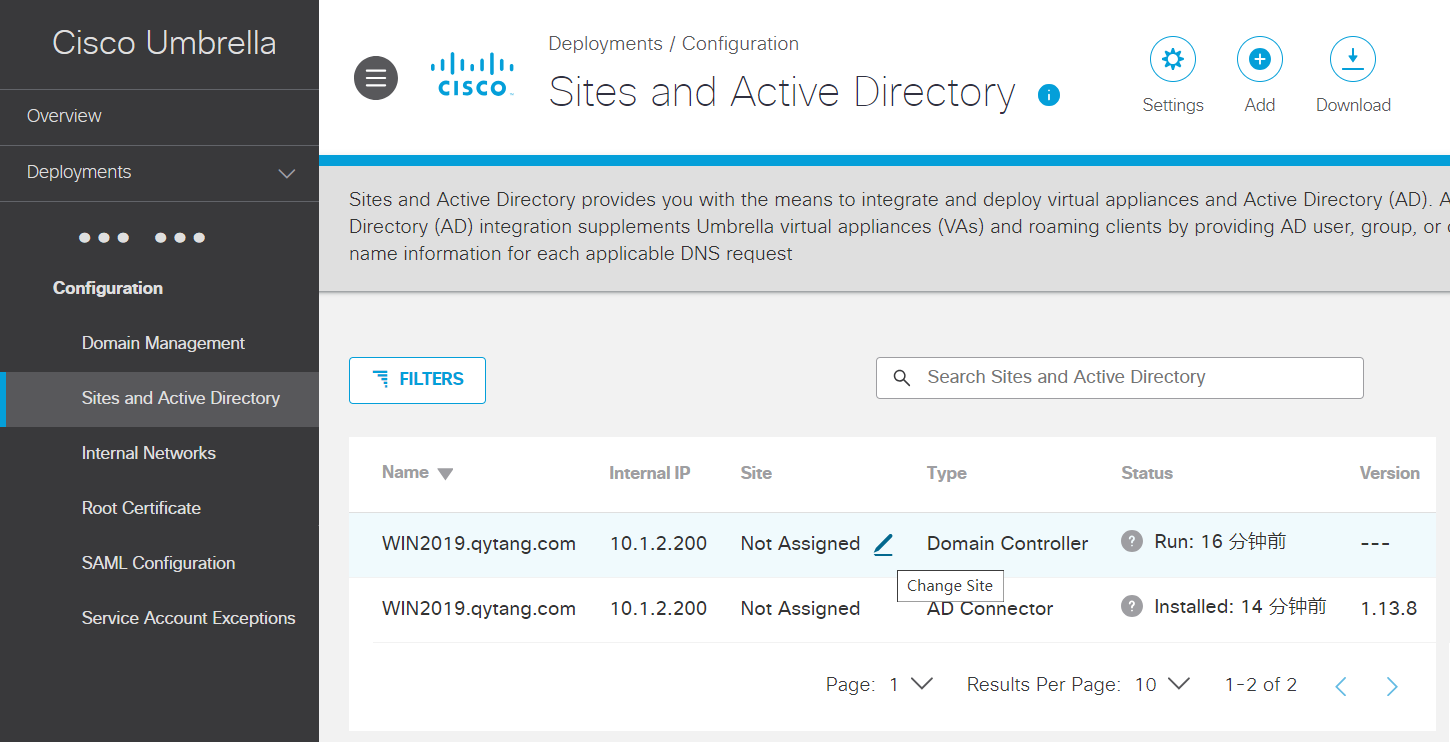 Cisco Umbrella
Overview
Deployments
Configuration
Domain Management
Sites and Active Directory
Internal Networks
Root Certificate
SAML Configuration
Service Account Exceptions
CISCO
Deployments / Configuration
Sites and Active Directory
Settings
Add
Download
Sites and Active Directory provides you with the means to integrate and deploy virtual appliances and Active Directory (AD). A
Directory (AD) integration supplements Umbrella virtual appliances (VAs) and roaming clients by providing AD user, group, or
name information for each applicable DNS request
FILTERS
Search Sites and Active Directory
Name Internal IP Site Type Status Version
WIN2019.qytang.com 10.1.2.200 Not Assigned Domain Controller ? Run: 16 分钟前 ---
Change Site
WIN2019.qytang.com 10.1.2.200 Not Assigned AD Connector ? Installed: 14 分钟前 1.13.8
Page: 1 Results Per Page: 10 1-2 of 2